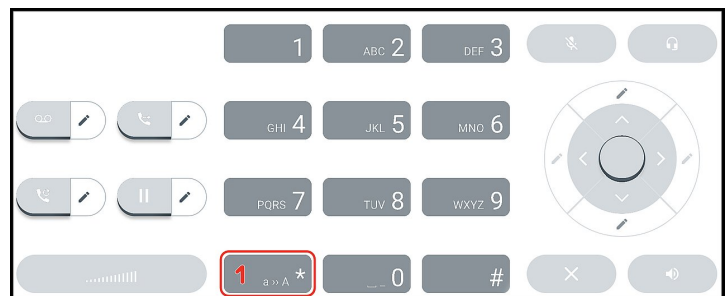 1
ABC 2
DEF 3
GHI 4
JKL 5
MNO 6
PQRS 7
TUV 8
WXYZ 9
1 a›› A *
0
#